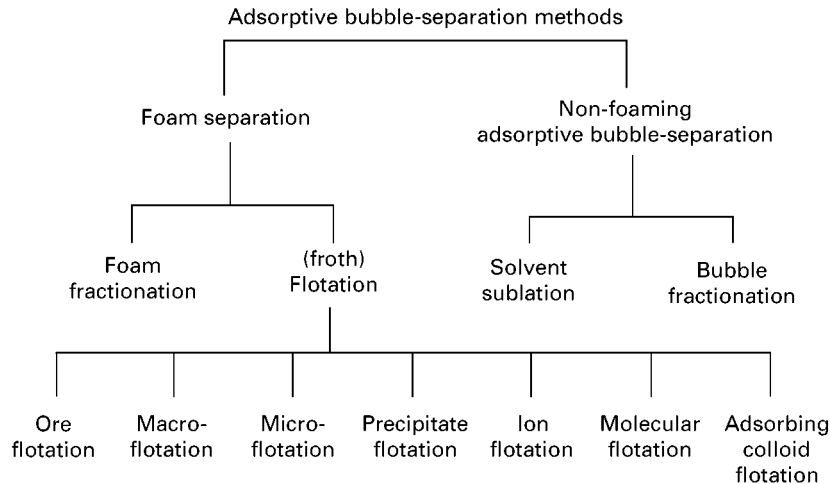 Adsorptive bubble-separation methods
Foam separation
Non-foaming
adsorptive bubble-separation
Foam
fractionation
(froth)
Flotation
Solvent
sublation
Bubble
fractionation
Ore
flotation
Macro-
flotation
Micro-
flotation
Precipitate
flotation
Ion
flotation
Molecular
flotation
Adsorbing
colloid
flotation